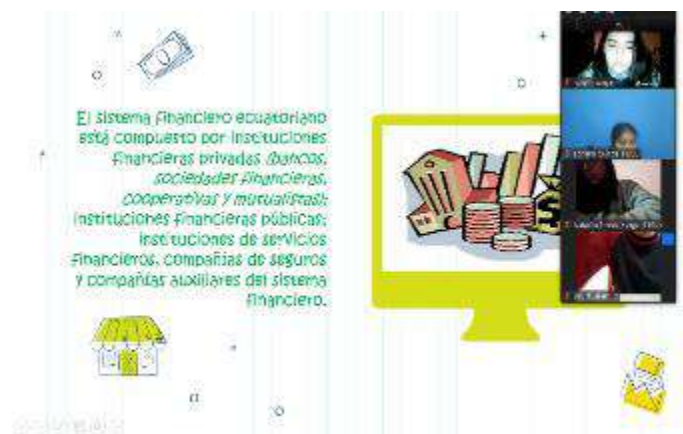 El sistema financiero ecuatoriano
está compuesto por instituciones
financieras privadas (bancos,
sociedades financieras,
cooperativas y mutualistas);
instituciones financieras públicas;
instituciones de servicios
financieros, compañías de seguros
y compañías auxiliares del sistema
financiero.
$